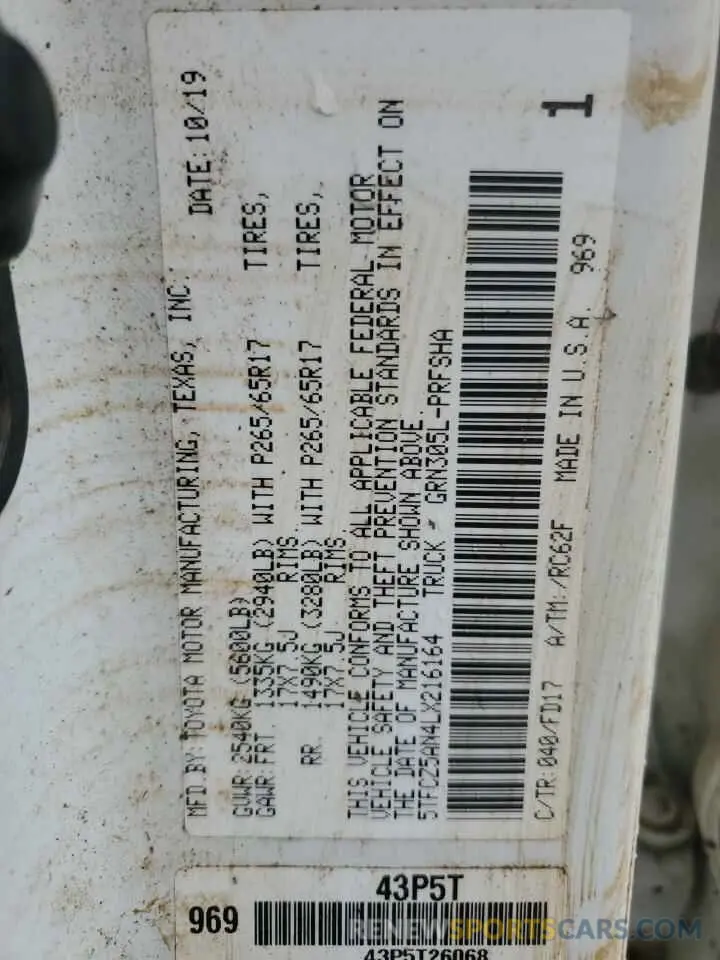 MFD BY: TOYOTA MOTOR MANUFACTURING, TEXAS, INC. DATE: 10/19
GVWR: 2540KG (5600LB)
GAWR: FRT. 1335KG (2940LB) WITH P265/65R17 TIRES,
17X7.5J RIMS.
RR. 1490KG (3280LB) WITH P265/65R17 TIRES,
17X7.5J RIMS.
THIS VEHICLE CONFORMS TO ALL APPLICABLE FEDERAL MOTOR
VEHICLE SAFETY AND THEFT PREVENTION STANDARDS IN EFFECT ON
THE DATE OF MANUFACTURE SHOWN ABOVE.
5TFCZ5AN4LX216164 TRUCK - GRN305L-PRFSHA
C/TR: 040/FD17 A/TM: /RC62F MADE IN U.S.A. 969
1
43P5T
969
43P5T26068
RENEWSPORTSCARS.COM